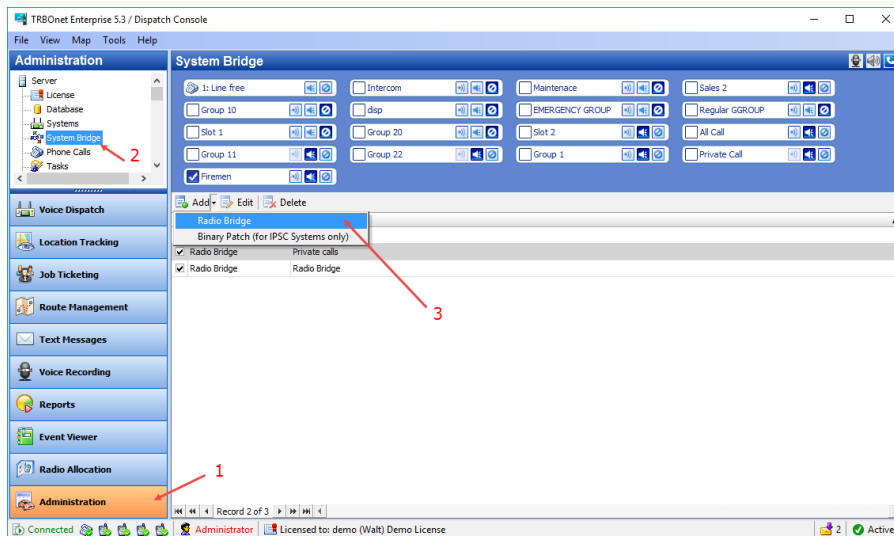 TRBOnet Enterprise 5.3 / Dispatch Console
File View Map Tools Help
Administration
System Bridge
Server
License
Database
Systems
System Bridge
Phone Calls
Tasks
2
1: Line free
Intercom
Maintenace
Sales 2
Group 10
disp
EMERGENCY GROUP
Regular GGROUP
Slot 1
Group 20
Slot 2
All Call
Group 11
Group 22
Group 1
Private Call
Firemen
Add Edit Delete
Radio Bridge
Binary Patch (for IPSC Systems only)
Radio Bridge Private calls
Radio Bridge Radio Bridge
3
Voice Dispatch
Location Tracking
Job Ticketing
Route Management
Text Messages
Voice Recording
Reports
Event Viewer
Radio Allocation
Administration
1
Record 2 of 3
Connected
Administrator
Licensed to: demo (Walt) Demo License
2
Active